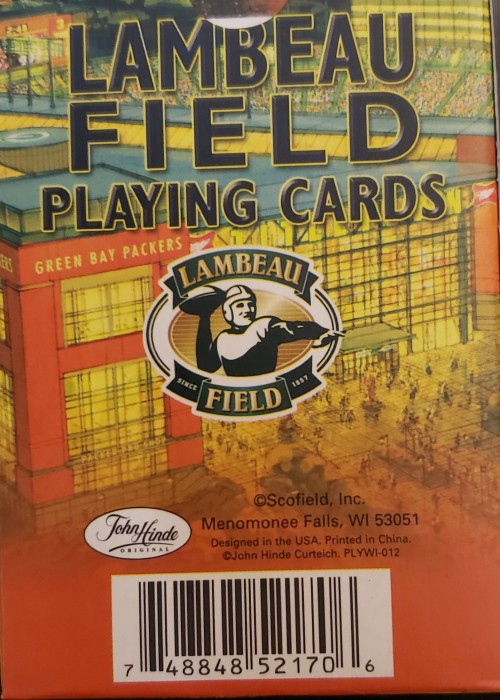 LAMBEAU
FIELD
PLAYING CARDS
ERS
GREEN BAY PACKERS
LAMBEAU
SINCE 1957
FIELD
©Scofield, Inc.
Menomonee Falls, WI 53051
Designed in the USA. Printed in China.
©John Hinde Curteich. PLYWI-012
John Hinde
ORIGINAL
7 48848 52170 6